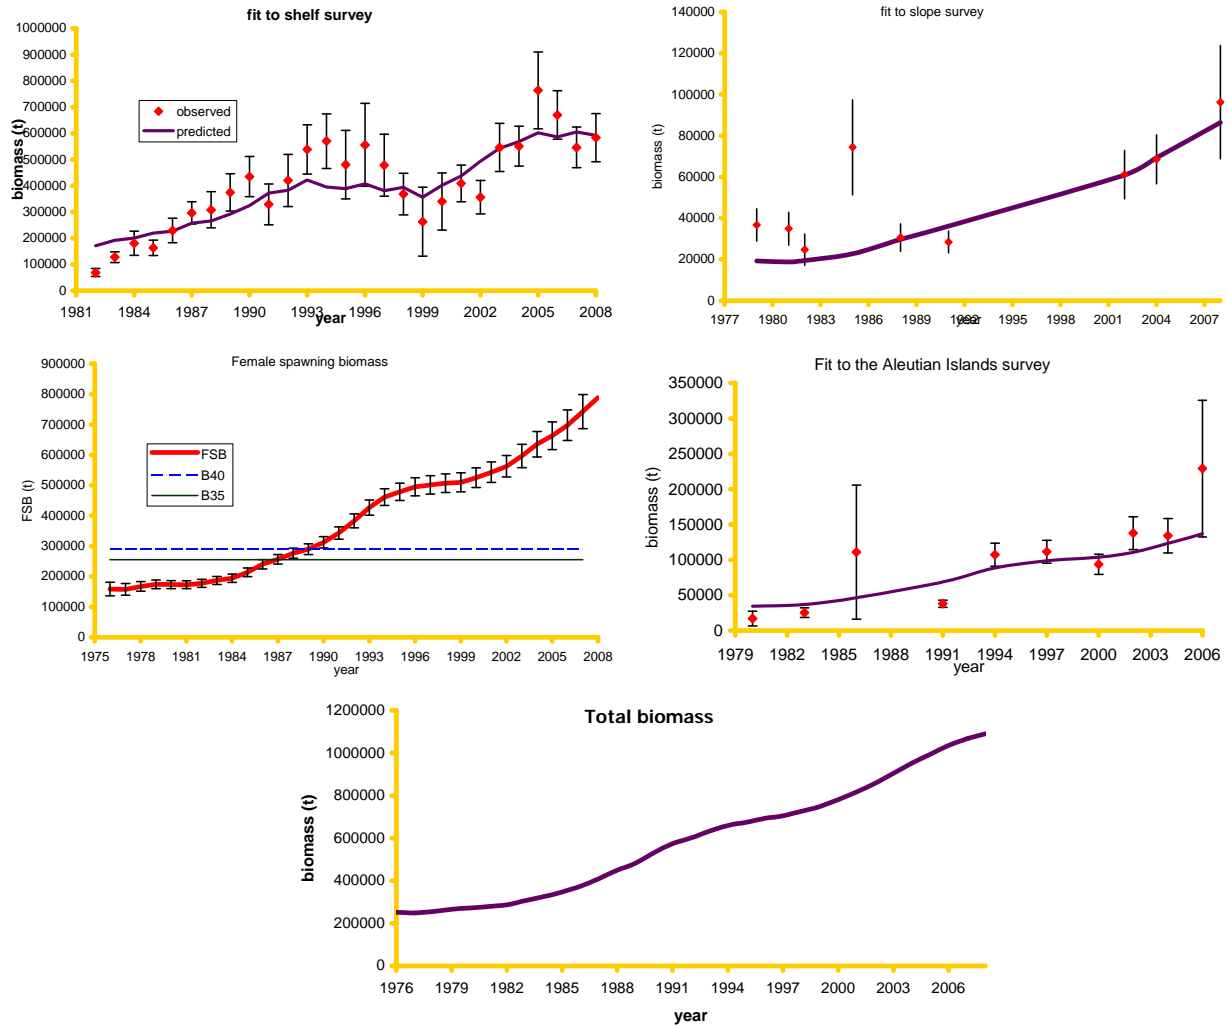 fit to shelf survey
1000000
900000
800000
700000
600000
500000
400000
300000
200000
100000
0
biomass (t)
observed
predicted
1981 1984 1987 1990 1993 1996 1999 2002 2005 2008
year
fit to slope survey
140000
120000
100000
80000
60000
40000
20000
0
biomass (t)
1977 1980 1983 1986 1989 1992 1995 1998 2001 2004 2007
year
Female spawning biomass
900000
800000
700000
600000
500000
400000
300000
200000
100000
0
FSB (t)
FSB
B40
B35
1975 1978 1981 1984 1987 1990 1993 1996 1999 2002 2005 2008
year
Fit to the Aleutian Islands survey
350000
300000
250000
200000
150000
100000
50000
0
biomass (t)
1979 1982 1985 1988 1991 1994 1997 2000 2003 2006
year
Total biomass
1200000
1000000
800000
600000
400000
200000
0
biomass (t)
1976 1979 1982 1985 1988 1991 1994 1997 2000 2003 2006
year